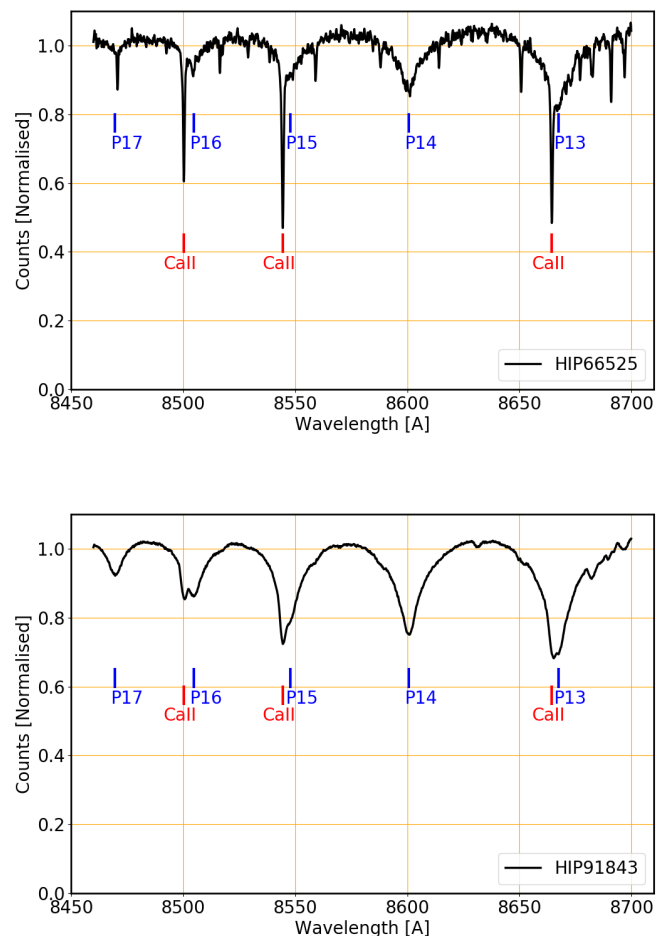 Counts [Normalised]
1.0
0.8
0.6
0.4
0.2
0.0
P17 P16 P15 P14 P13
CaII CaII CaII
HIP66525
8450 8500 8550 8600 8650 8700
Wavelength [A]
Counts [Normalised]
1.0
0.8
0.6
0.4
0.2
0.0
P17 P16 P15 P14 P13
CaII CaII CaII
HIP91843
8450 8500 8550 8600 8650 8700
Wavelength [A]